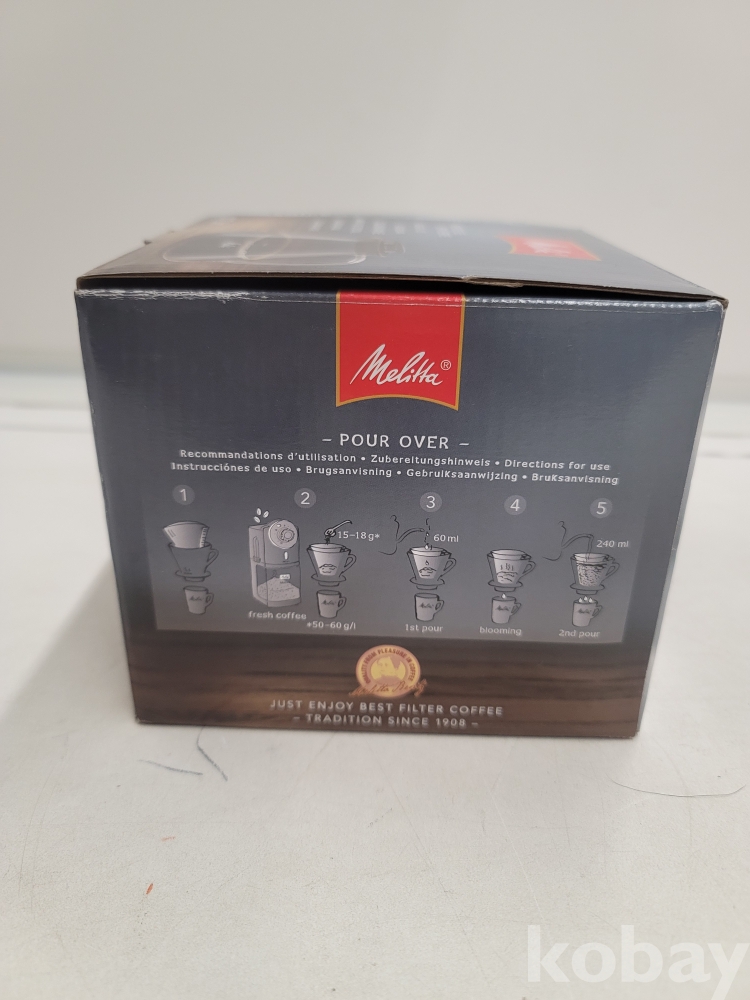 Melitta®
– POUR OVER –
Recommandations d'utilisation • Zubereitungshinweis • Directions for use
Instrucciónes de uso • Brugsanvisning • Gebruiksaanwijzing • Bruksanvisning
1 2 3 4 5
15–18 g* 60 ml 240 ml
fresh coffee
*50–60 g/l 1st pour blooming 2nd pour
JUST ENJOY BEST FILTER COFFEE
– TRADITION SINCE 1908 –
kobay